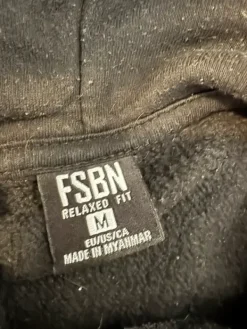 FSBN
RELAXED FIT
M
EU/US/CA
MADE IN MYANMAR